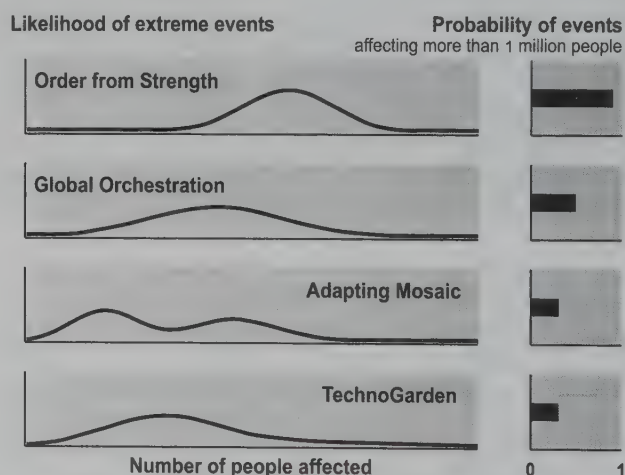 Likelihood of extreme events
Probability of events
affecting more than 1 million people
Order from Strength
Global Orchestration
Adapting Mosaic
TechnoGarden
Number of people affected
0 1